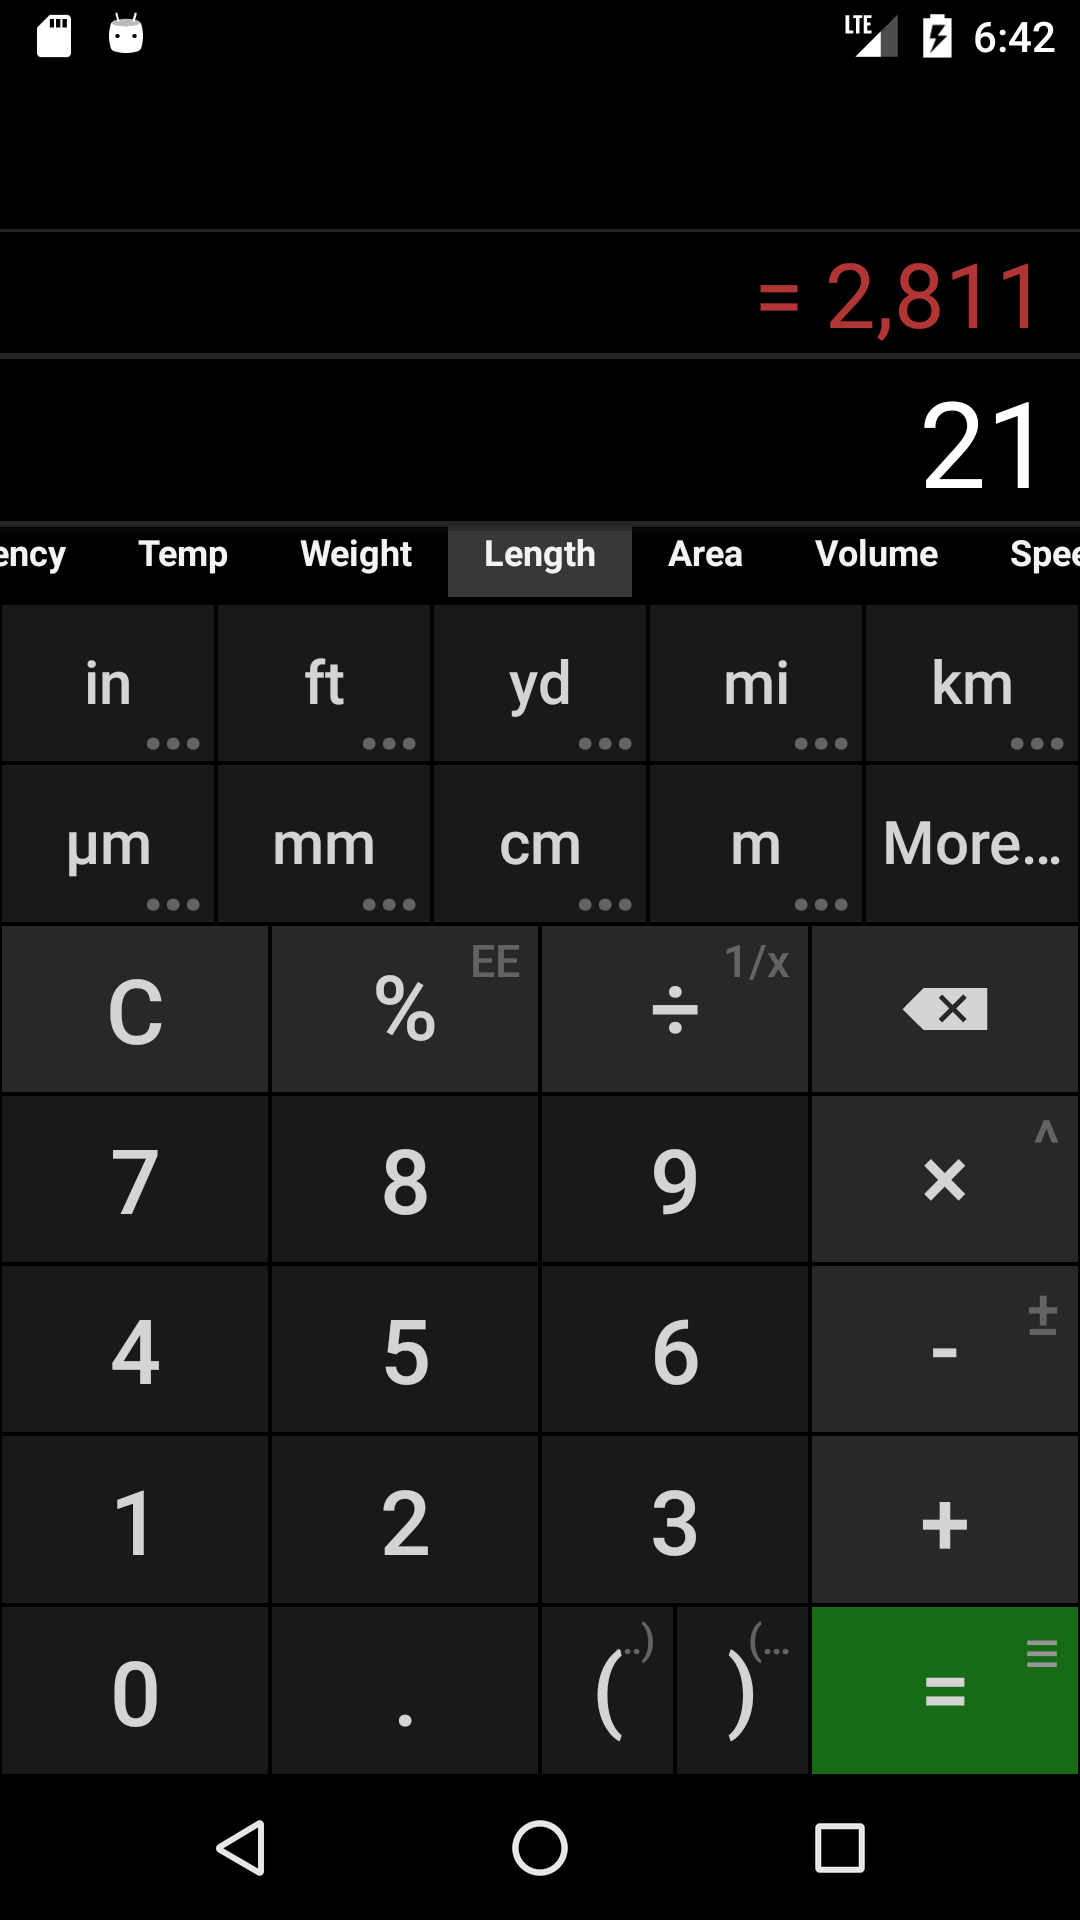 LTE 6:42
= 2,811
21
ency Temp Weight Length Area Volume Spee
in ft yd mi km
µm mm cm m More...
C % EE ÷ 1/x
7 8 9 × ^
4 5 6 - ±
1 2 3 +
0 . ( ..) ) (... =